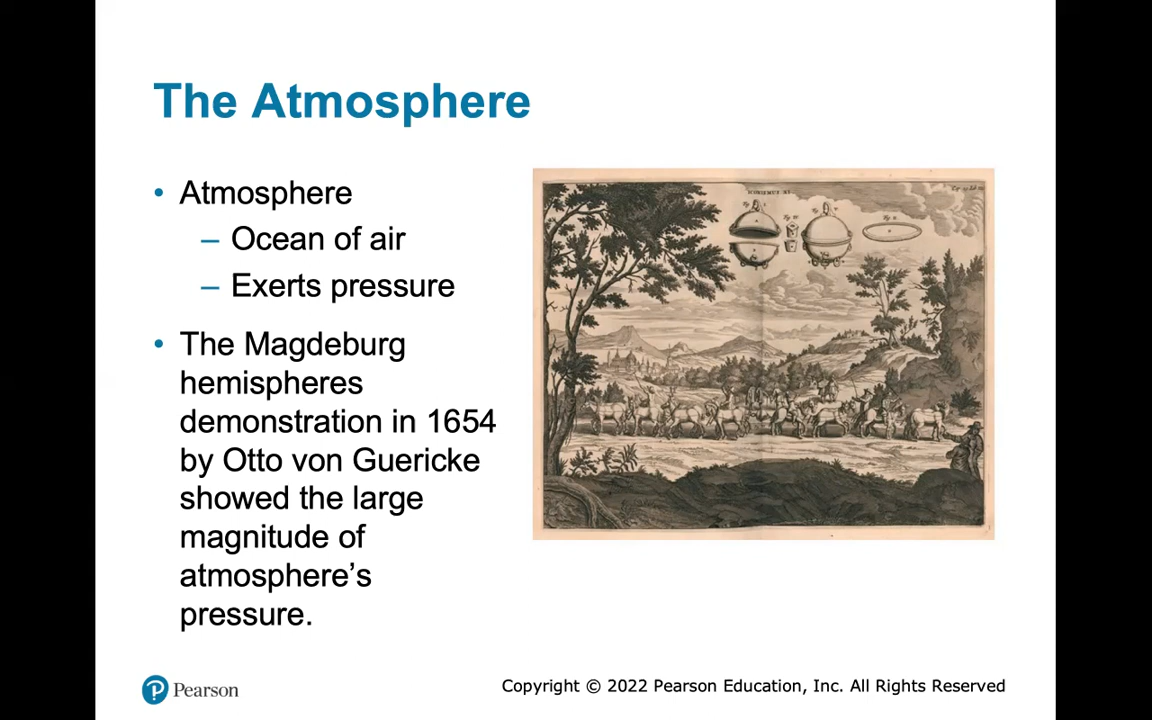 The Atmosphere
• Atmosphere
– Ocean of air
– Exerts pressure
• The Magdeburg
hemispheres
demonstration in 1654
by Otto von Guericke
showed the large
magnitude of
atmosphere’s
pressure.
Pearson
Copyright © 2022 Pearson Education, Inc. All Rights Reserved